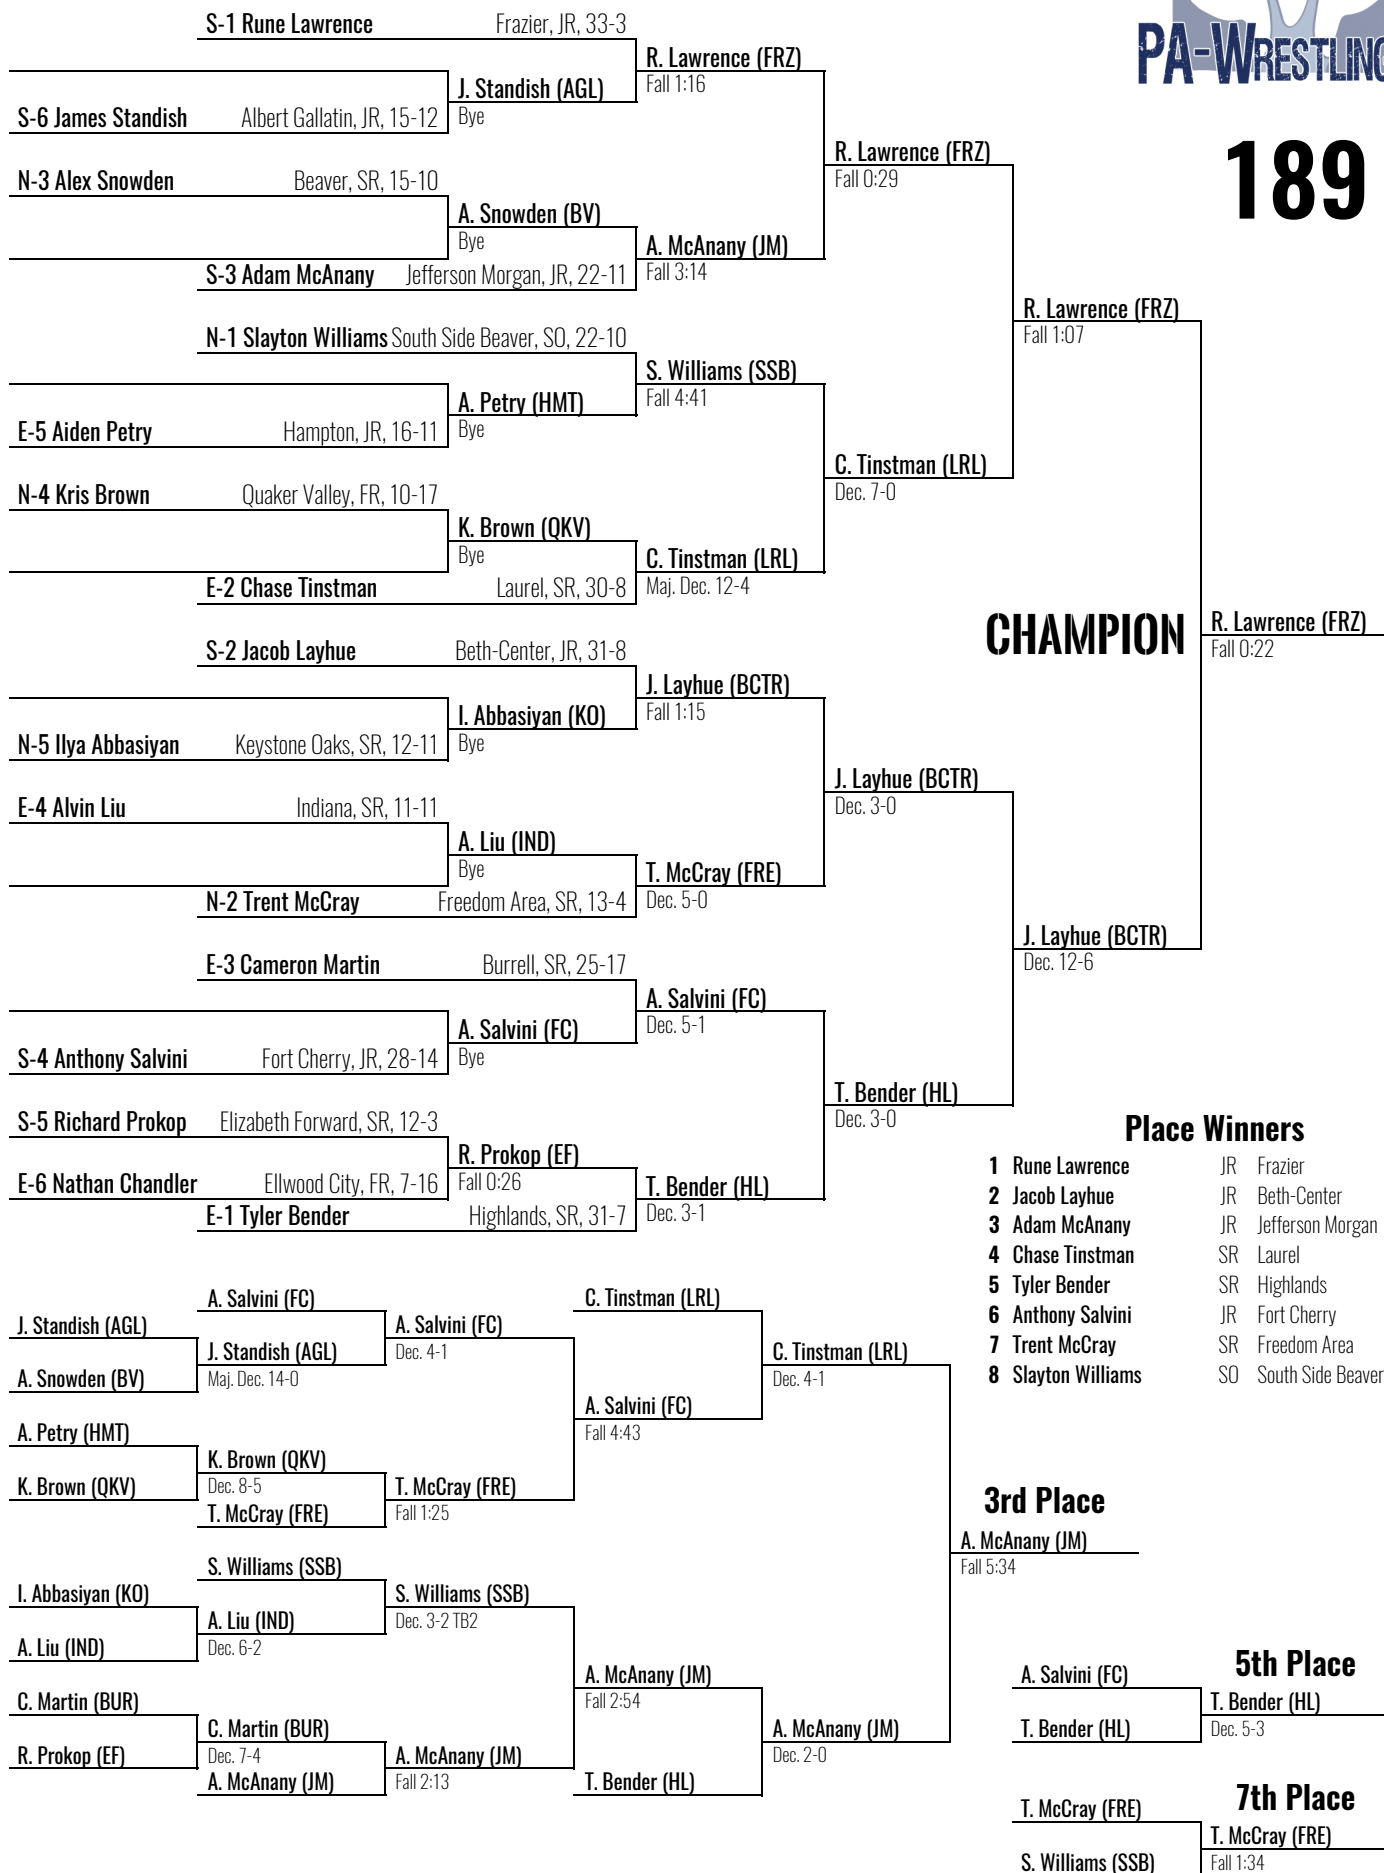 PA-WRESTLING
189
S-1 Rune Lawrence Frazier, JR, 33-3
R. Lawrence (FRZ)
Fall 1:16
J. Standish (AGL)
Bye
S-6 James Standish Albert Gallatin, JR, 15-12
R. Lawrence (FRZ)
Fall 0:29
N-3 Alex Snowden Beaver, SR, 15-10
A. Snowden (BV)
Bye
A. McAnany (JM)
Fall 3:14
S-3 Adam McAnany Jefferson Morgan, JR, 22-11
R. Lawrence (FRZ)
Fall 1:07
N-1 Slayton Williams South Side Beaver, SO, 22-10
S. Williams (SSB)
Fall 4:41
A. Petry (HMT)
Bye
E-5 Aiden Petry Hampton, JR, 16-11
C. Tinstman (LRL)
Dec. 7-0
N-4 Kris Brown Quaker Valley, FR, 10-17
K. Brown (QKV)
Bye
C. Tinstman (LRL)
Maj. Dec. 12-4
E-2 Chase Tinstman Laurel, SR, 30-8
CHAMPION
R. Lawrence (FRZ)
Fall 0:22
S-2 Jacob Layhue Beth-Center, JR, 31-8
J. Layhue (BCTR)
Fall 1:15
I. Abbasiyan (KO)
Bye
N-5 Ilya Abbasiyan Keystone Oaks, SR, 12-11
J. Layhue (BCTR)
Dec. 3-0
E-4 Alvin Liu Indiana, SR, 11-11
A. Liu (IND)
Bye
T. McCray (FRE)
Dec. 5-0
N-2 Trent McCray Freedom Area, SR, 13-4
J. Layhue (BCTR)
Dec. 12-6
E-3 Cameron Martin Burrell, SR, 25-17
A. Salvini (FC)
Dec. 5-1
A. Salvini (FC)
Bye
S-4 Anthony Salvini Fort Cherry, JR, 28-14
T. Bender (HL)
Dec. 3-0
S-5 Richard Prokop Elizabeth Forward, SR, 12-3
R. Prokop (EF)
Fall 0:26
E-6 Nathan Chandler Ellwood City, FR, 7-16
T. Bender (HL)
Dec. 3-1
E-1 Tyler Bender Highlands, SR, 31-7
Place Winners
1 Rune Lawrence JR Frazier
2 Jacob Layhue JR Beth-Center
3 Adam McAnany JR Jefferson Morgan
4 Chase Tinstman SR Laurel
5 Tyler Bender SR Highlands
6 Anthony Salvini JR Fort Cherry
7 Trent McCray SR Freedom Area
8 Slayton Williams SO South Side Beaver
A. Salvini (FC)
J. Standish (AGL)
A. Salvini (FC)
Dec. 4-1
J. Standish (AGL)
Maj. Dec. 14-0
A. Snowden (BV)
C. Tinstman (LRL)
C. Tinstman (LRL)
Dec. 4-1
A. Salvini (FC)
Fall 4:43
A. Petry (HMT)
K. Brown (QKV)
Dec. 8-5
K. Brown (QKV)
T. McCray (FRE)
Fall 1:25
T. McCray (FRE)
3rd Place
A. McAnany (JM)
Fall 5:34
S. Williams (SSB)
I. Abbasiyan (KO)
S. Williams (SSB)
Dec. 3-2 TB2
A. Liu (IND)
Dec. 6-2
A. Liu (IND)
A. McAnany (JM)
Fall 2:54
C. Martin (BUR)
C. Martin (BUR)
Dec. 7-4
R. Prokop (EF)
A. McAnany (JM)
Fall 2:13
A. McAnany (JM)
A. McAnany (JM)
Dec. 2-0
T. Bender (HL)
5th Place
A. Salvini (FC)
T. Bender (HL)
Dec. 5-3
T. Bender (HL)
7th Place
T. McCray (FRE)
T. McCray (FRE)
Fall 1:34
S. Williams (SSB)